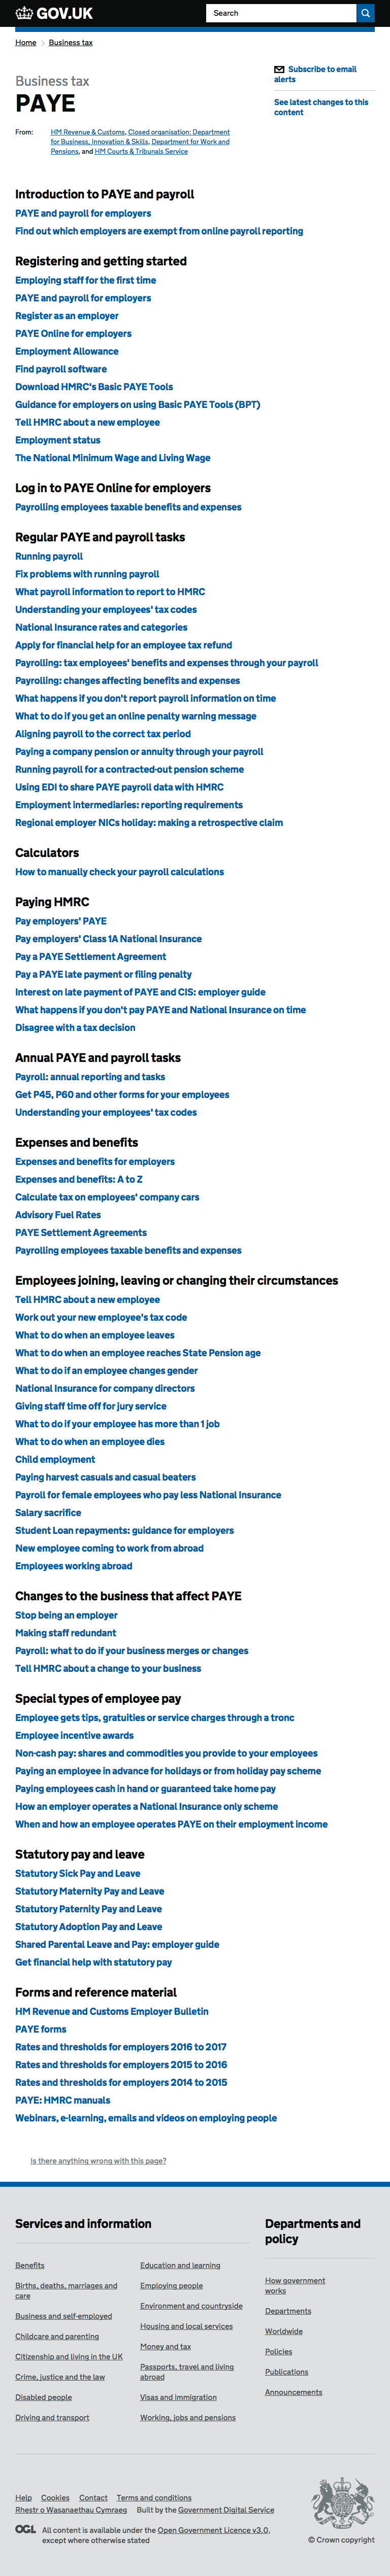 GOV.UK
Search
Home
Business tax
Subscribe to email
alerts
See latest changes to this
content
Business tax
PAYE
From:
HM Revenue & Customs, Closed organisation: Department
for Business, Innovation & Skills, Department for Work and
Pensions, and HM Courts & Tribunals Service
Introduction to PAYE and payroll
PAYE and payroll for employers
Find out which employers are exempt from online payroll reporting
Registering and getting started
Employing staff for the first time
PAYE and payroll for employers
Register as an employer
PAYE Online for employers
Employment Allowance
Find payroll software
Download HMRC's Basic PAYE Tools
Guidance for employers on using Basic PAYE Tools (BPT)
Tell HMRC about a new employee
Employment status
The National Minimum Wage and Living Wage
Log in to PAYE Online for employers
Payrolling employees taxable benefits and expenses
Regular PAYE and payroll tasks
Running payroll
Fix problems with running payroll
What payroll information to report to HMRC
Understanding your employees' tax codes
National Insurance rates and categories
Apply for financial help for an employee tax refund
Payrolling: tax employees' benefits and expenses through your payroll
Payrolling: changes affecting benefits and expenses
What happens if you don't report payroll information on time
What to do if you get an online penalty warning message
Aligning payroll to the correct tax period
Paying a company pension or annuity through your payroll
Running payroll for a contracted-out pension scheme
Using EDI to share PAYE payroll data with HMRC
Employment intermediaries: reporting requirements
Regional employer NICs holiday: making a retrospective claim
Calculators
How to manually check your payroll calculations
Paying HMRC
Pay employers' PAYE
Pay employers' Class 1A National Insurance
Pay a PAYE Settlement Agreement
Pay a PAYE late payment or filing penalty
Interest on late payment of PAYE and CIS: employer guide
What happens if you don't pay PAYE and National Insurance on time
Disagree with a tax decision
Annual PAYE and payroll tasks
Payroll: annual reporting and tasks
Get P45, P60 and other forms for your employees
Understanding your employees' tax codes
Expenses and benefits
Expenses and benefits for employers
Expenses and benefits: A to Z
Calculate tax on employees' company cars
Advisory Fuel Rates
PAYE Settlement Agreements
Payrolling employees taxable benefits and expenses
Employees joining, leaving or changing their circumstances
Tell HMRC about a new employee
Work out your new employee's tax code
What to do when an employee leaves
What to do when an employee reaches State Pension age
What to do if an employee changes gender
National Insurance for company directors
Giving staff time off for jury service
What to do if your employee has more than 1 job
What to do when an employee dies
Child employment
Paying harvest casuals and casual beaters
Payroll for female employees who pay less National Insurance
Salary sacrifice
Student Loan repayments: guidance for employers
New employee coming to work from abroad
Employees working abroad
Changes to the business that affect PAYE
Stop being an employer
Making staff redundant
Payroll: what to do if your business merges or changes
Tell HMRC about a change to your business
Special types of employee pay
Employee gets tips, gratuities or service charges through a tronc
Employee incentive awards
Non-cash pay: shares and commodities you provide to your employees
Paying an employee in advance for holidays or from holiday pay scheme
Paying employees cash in hand or guaranteed take home pay
How an employer operates a National Insurance only scheme
When and how an employee operates PAYE on their employment income
Statutory pay and leave
Statutory Sick Pay and Leave
Statutory Maternity Pay and Leave
Statutory Paternity Pay and Leave
Statutory Adoption Pay and Leave
Shared Parental Leave and Pay: employer guide
Get financial help with statutory pay
Forms and reference material
HM Revenue and Customs Employer Bulletin
PAYE forms
Rates and thresholds for employers 2016 to 2017
Rates and thresholds for employers 2015 to 2016
Rates and thresholds for employers 2014 to 2015
PAYE: HMRC manuals
Webinars, e-learning, emails and videos on employing people
Is there anything wrong with this page?
Services and information
Benefits
Births, deaths, marriages and
care
Business and self-employed
Childcare and parenting
Citizenship and living in the UK
Crime, justice and the law
Disabled people
Driving and transport
Education and learning
Employing people
Environment and countryside
Housing and local services
Money and tax
Passports, travel and living
abroad
Visas and immigration
Working, jobs and pensions
Departments and
policy
How government
works
Departments
Worldwide
Policies
Publications
Announcements
Help Cookies Contact Terms and conditions
Rhestr o Wasanaethau Cymraeg Built by the Government Digital Service
OGL All content is available under the Open Government Licence v3.0,
except where otherwise stated
© Crown copyright